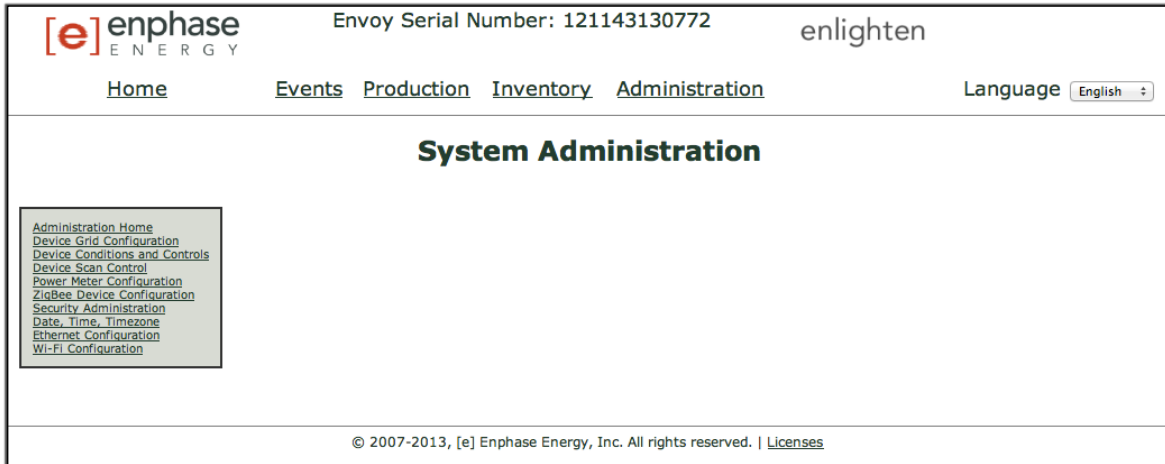 [e] enphase
ENERGY
Envoy Serial Number: 121143130772
enlighten
Home Events Production Inventory Administration Language English
System Administration
Administration Home
Device Grid Configuration
Device Conditions and Controls
Device Scan Control
Power Meter Configuration
ZigBee Device Configuration
Security Administration
Date, Time, Timezone
Ethernet Configuration
Wi-Fi Configuration
© 2007-2013, [e] Enphase Energy, Inc. All rights reserved. | Licenses